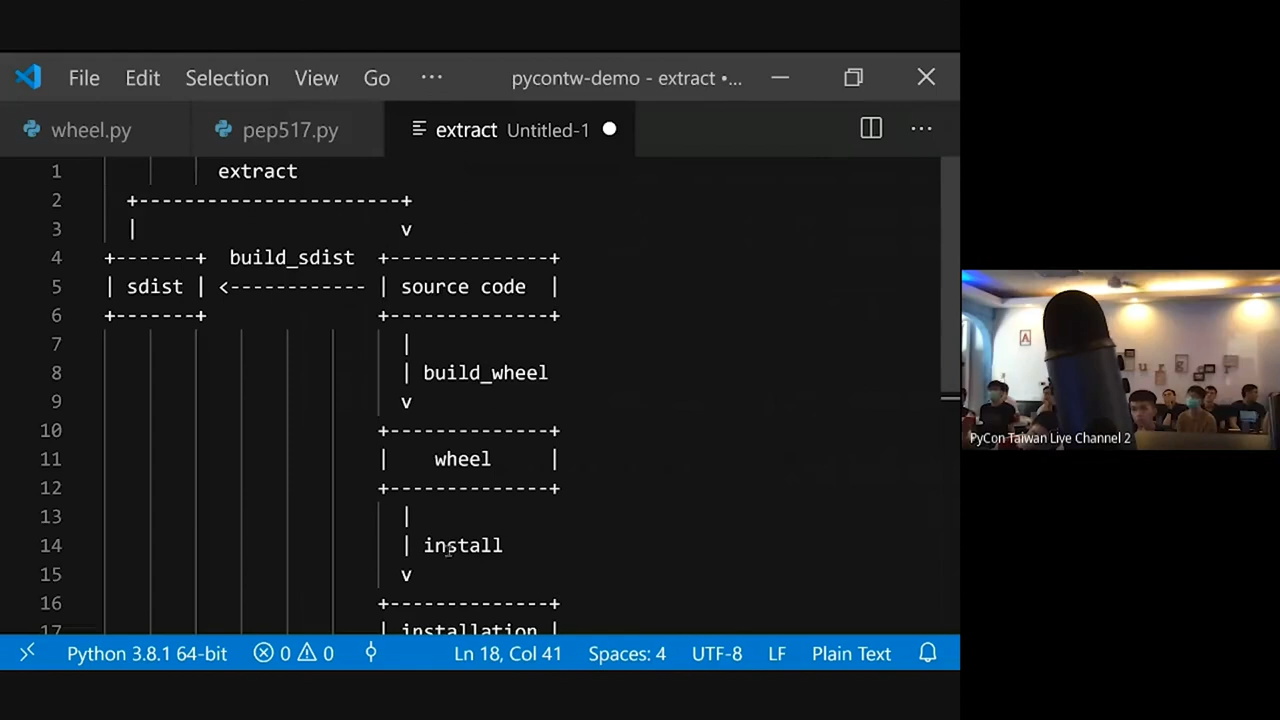 File Edit Selection View Go ··· pycontw-demo - extract •...
wheel.py pep517.py extract Untitled-1
1 extract
2 +------------------------+
3 | v
4 +-------+ build_sdist +---------------+
5 | sdist | <------------- | source code |
6 +-------+ +---------------+
7 |
8 | build_wheel
9 v
10 +---------------+
11 | wheel |
12 +---------------+
13 |
14 | install
15 v
16 +---------------+
17 | installation |
Python 3.8.1 64-bit 0 0 Ln 18, Col 41 Spaces: 4 UTF-8 LF Plain Text
PyCon Taiwan Live Channel 2